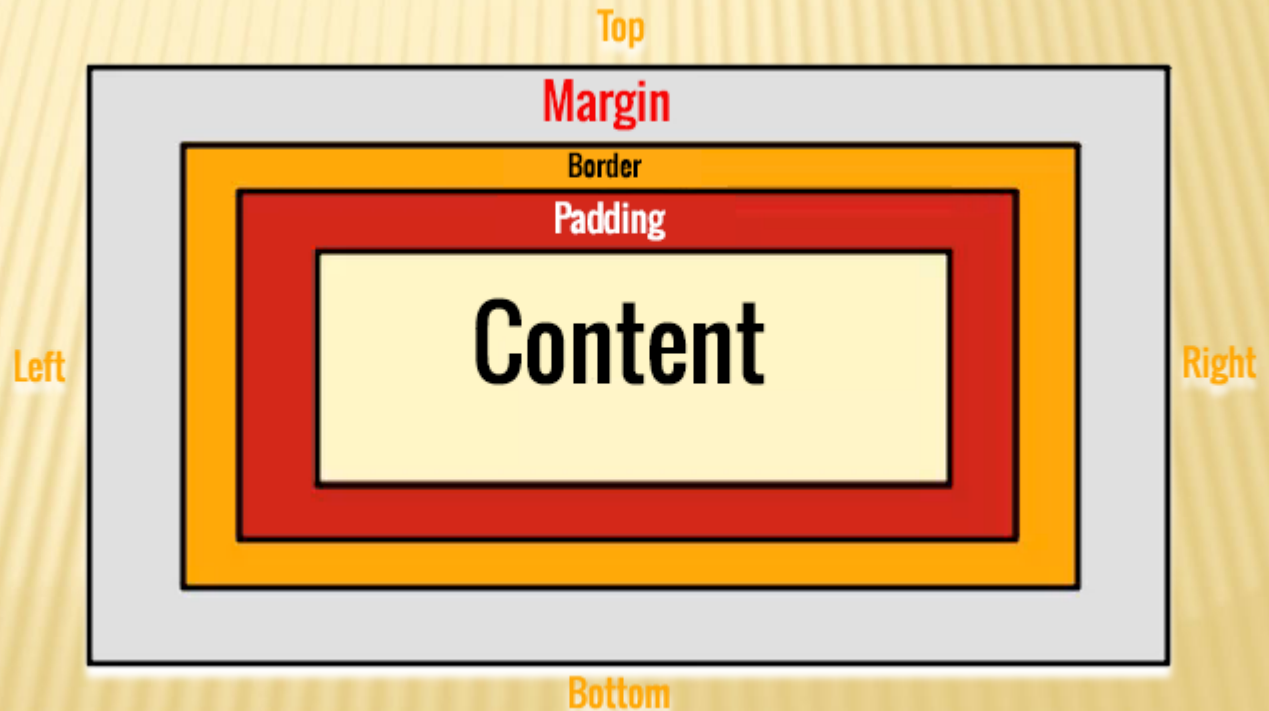 Top
Margin
Border
Padding
Content
Left
Right
Bottom